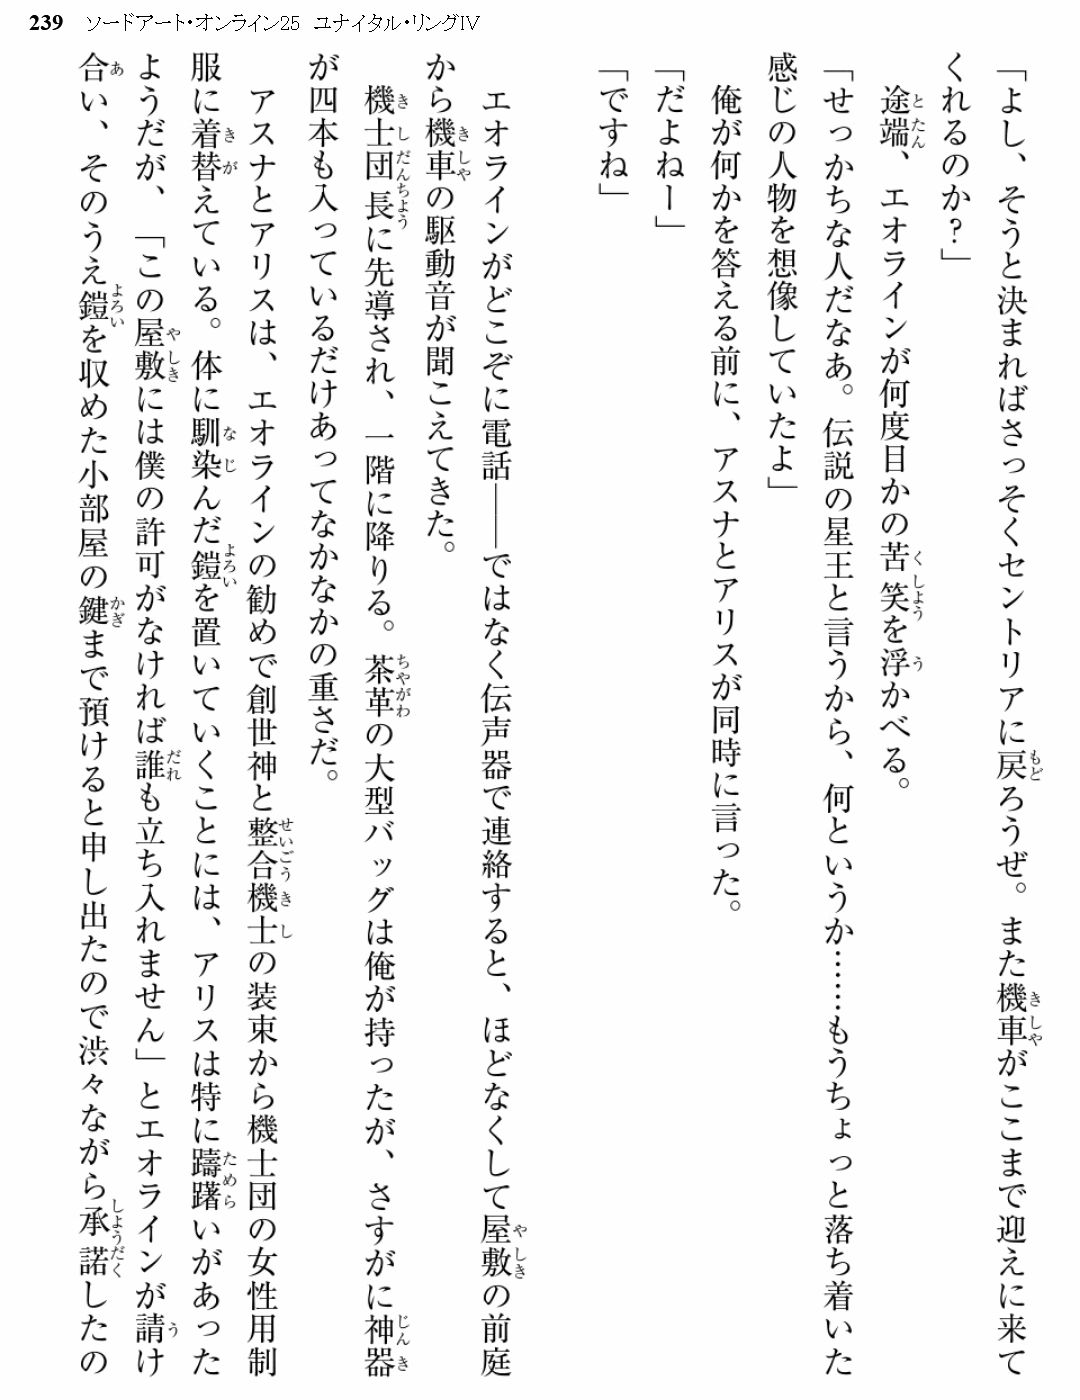 239 ソードアート・オンライン25 ユナイタル・リングⅣ
「よし、そうと決まればさっそくセントリアに戻ろうぜ。また機車がここまで迎えに来て
くれるのか？」
途端、エオラインが何度目かの苦笑を浮かべる。
「せっかちな人だなあ。伝説の星王と言うから、何というか……もうちょっと落ち着いた
感じの人物を想像していたよ」
俺が何かを答える前に、アスナとアリスが同時に言った。
「だよねー」
「ですね」
エオラインがどこぞに電話――ではなく伝声器で連絡すると、ほどなくして屋敷の前庭
から機車の駆動音が聞こえてきた。
機士団長に先導され、一階に降りる。茶革の大型バッグは俺が持ったが、さすがに神器
が四本も入っているだけあってなかなかの重さだ。
アスナとアリスは、エオラインの勧めで創世神と整合機士の装束から機士団の女性用制
服に着替えている。体に馴染んだ鎧を置いていくことには、アリスは特に躊躇いがあった
ようだが、「この屋敷には僕の許可がなければ誰も立ち入れません」とエオラインが請け
合い、そのうえ鎧を収めた小部屋の鍵まで預けると申し出たので渋々ながら承諾したの